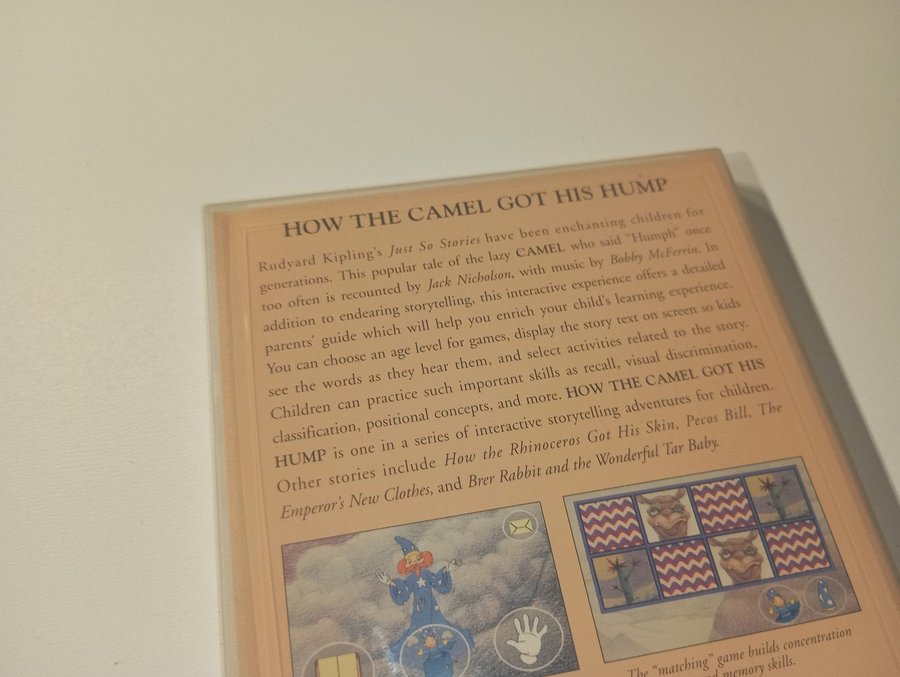 HOW THE CAMEL GOT HIS HUMP
Rudyard Kipling's Just So Stories have been enchanting children for
generations. This popular tale of the lazy CAMEL who said "Humph" once
too often is recounted by Jack Nicholson, with music by Bobby McFerrin. In
addition to endearing storytelling, this interactive experience offers a detailed
parents' guide which will help you enrich your child's learning experience.
You can choose an age level for games, display the story text on screen so kids
see the words as they hear them, and select activities related to the story.
Children can practice such important skills as recall, visual discrimination,
classification, positional concepts, and more. HOW THE CAMEL GOT HIS
HUMP is one in a series of interactive storytelling adventures for children.
Other stories include How the Rhinoceros Got His Skin, Pecos Bill, The
Emperor's New Clothes, and Brer Rabbit and the Wonderful Tar Baby.
The "matching" game builds concentration
memory skills.